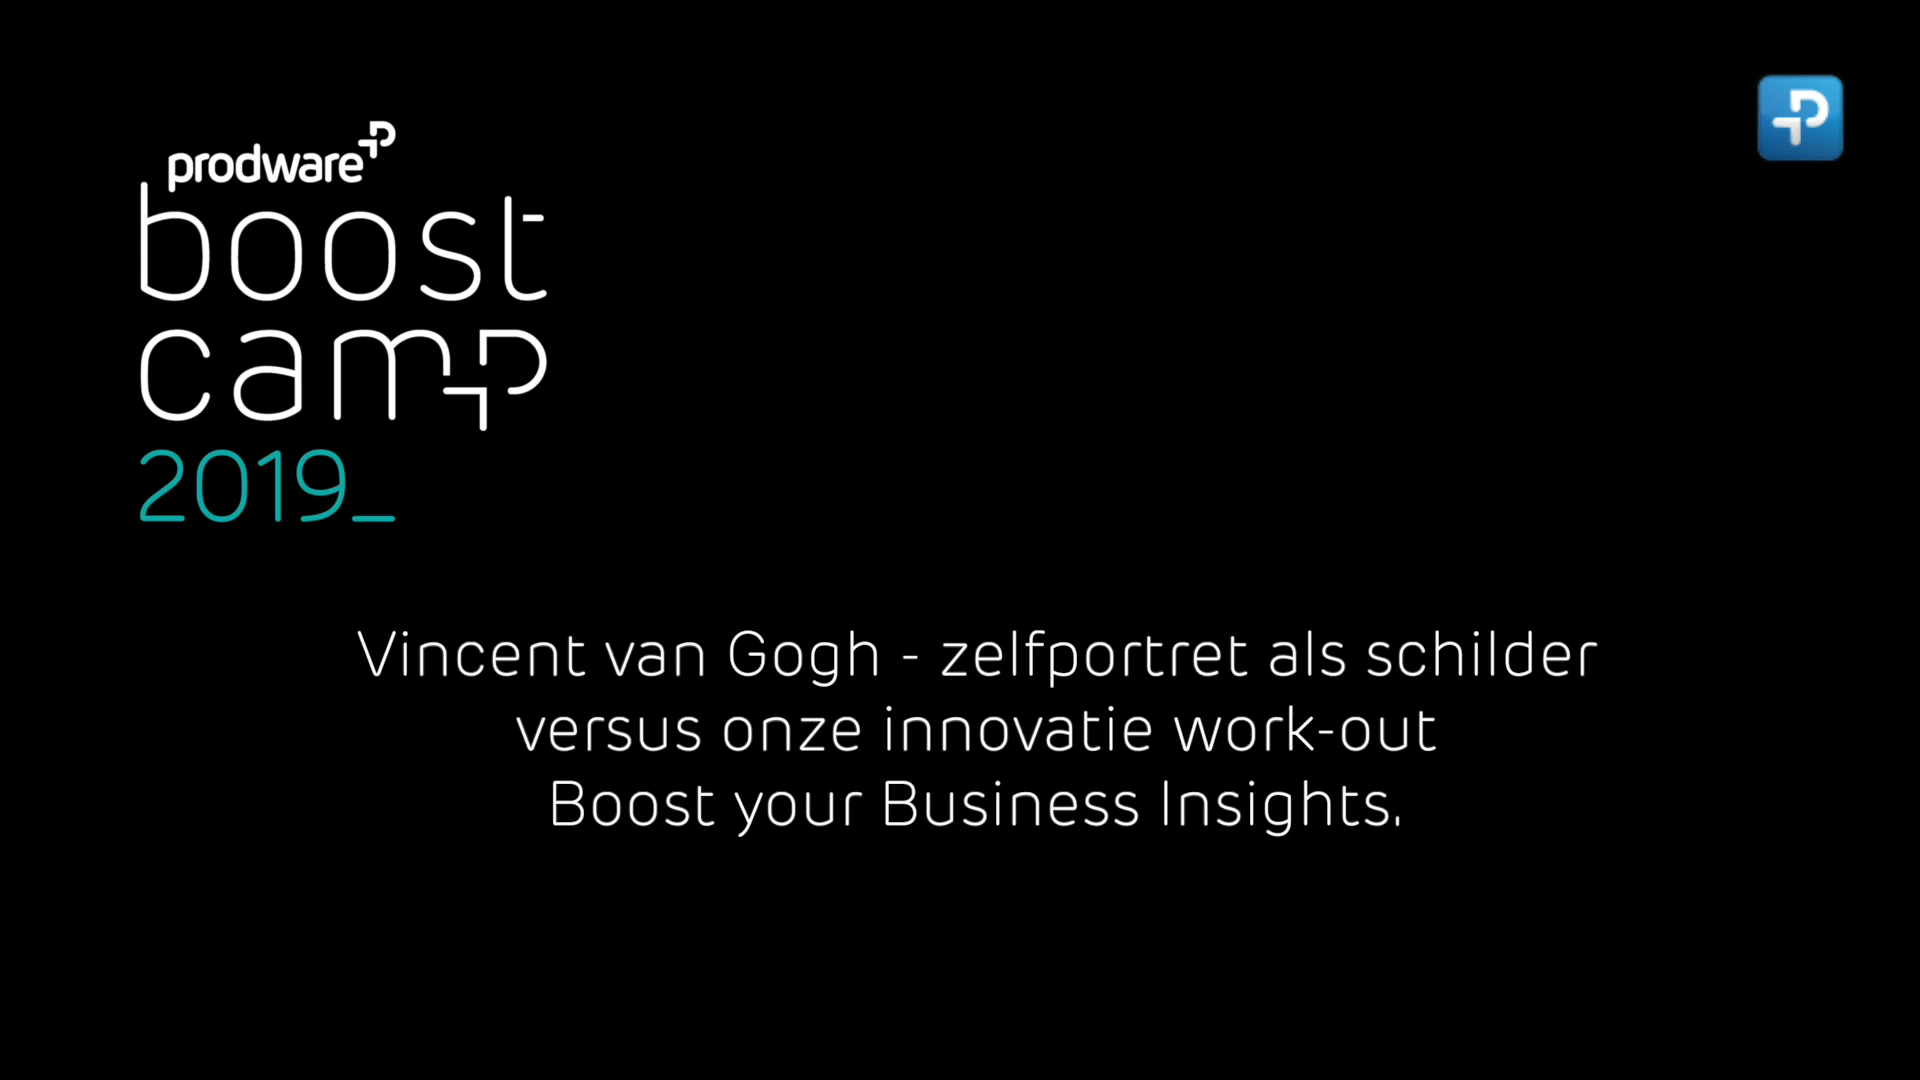 prodware
boost
camp
2019_
Vincent van Gogh - zelfportret als schilder
versus onze innovatie work-out
Boost your Business Insights.